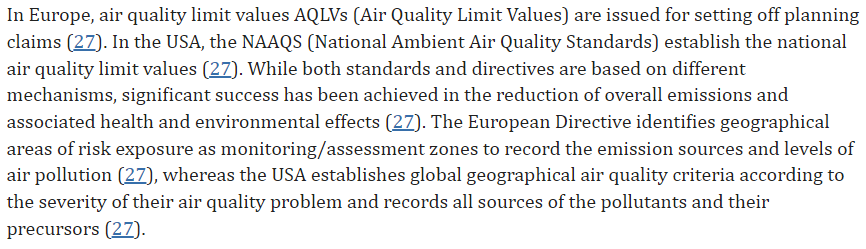 In Europe, air quality limit values AQLVs (Air Quality Limit Values) are issued for setting off planning
claims (27). In the USA, the NAAQS (National Ambient Air Quality Standards) establish the national
air quality limit values (27). While both standards and directives are based on different
mechanisms, significant success has been achieved in the reduction of overall emissions and
associated health and environmental effects (27). The European Directive identifies geographical
areas of risk exposure as monitoring/assessment zones to record the emission sources and levels of
air pollution (27), whereas the USA establishes global geographical air quality criteria according to
the severity of their air quality problem and records all sources of the pollutants and their
precursors (27).